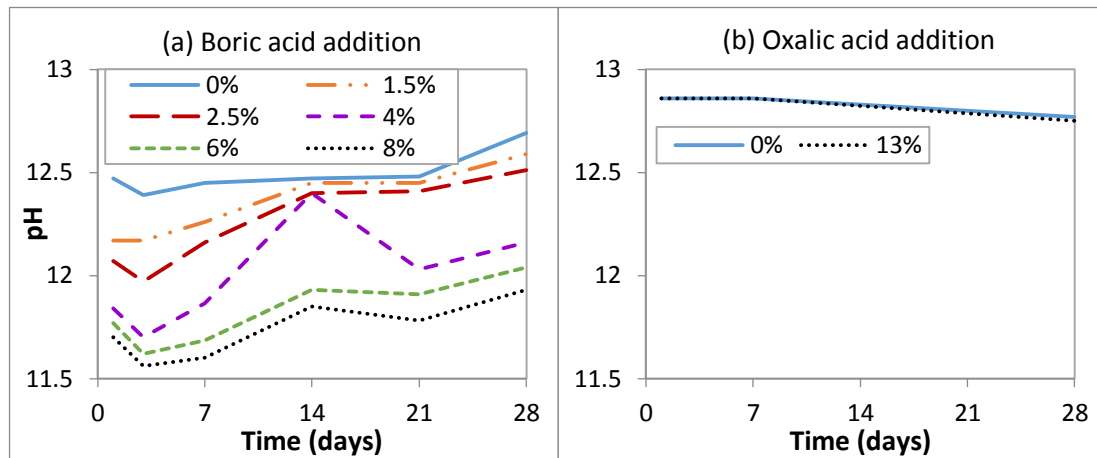 (a) Boric acid addition
13
0% 1.5%
2.5% 4%
6% 8%
12.5
12
11.5
pH
0 7 14 21 28
Time (days)
(b) Oxalic acid addition
13
0% 13%
12.5
12
11.5
0 7 14 21 28
Time (days)